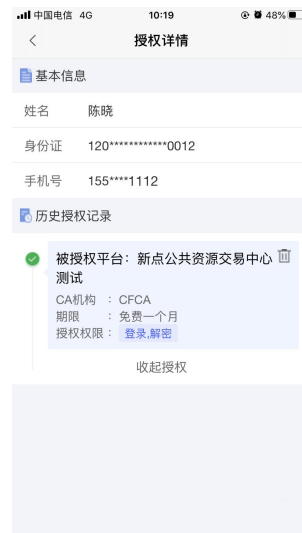 中国电信 4G 10:19 48%
授权详情
基本信息
姓名 陈晓
身份证 120************0012
手机号 155****1112
历史授权记录
被授权平台：新点公共资源交易中心
测试
CA机构 ：CFCA
期限 ：免费一个月
授权权限：登录,解密
收起授权